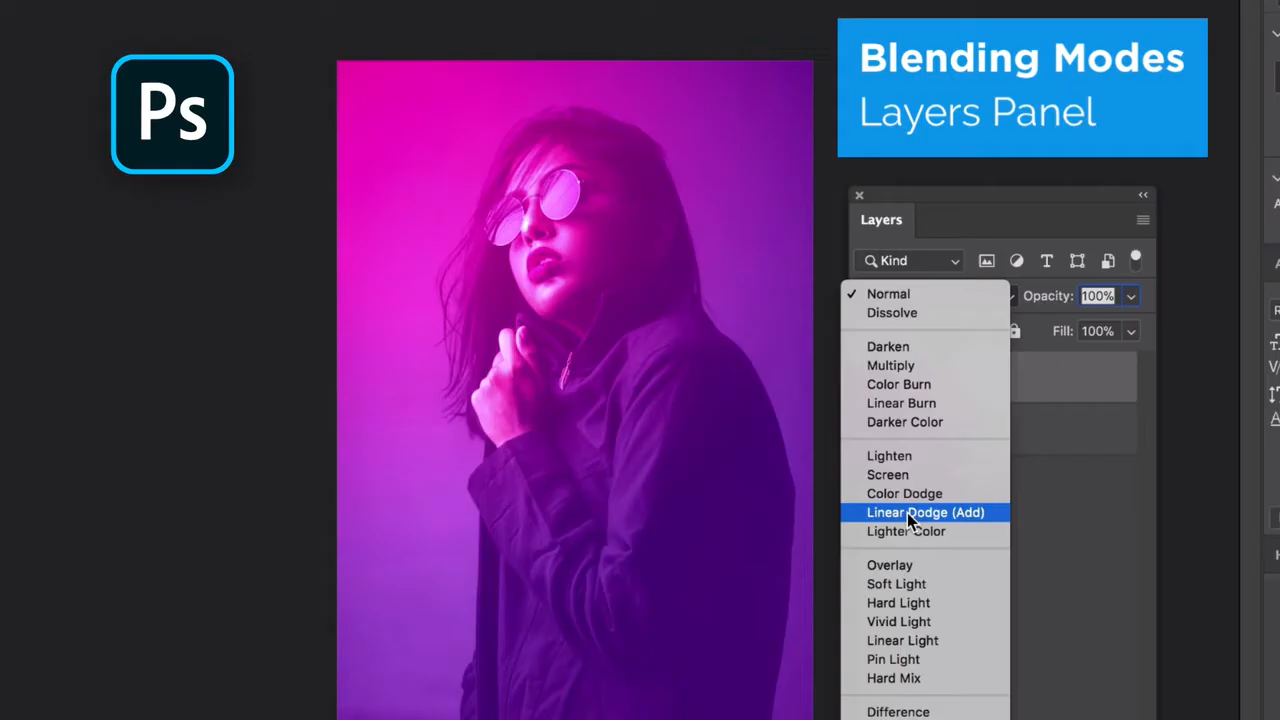 Ps
Blending Modes
Layers Panel
Layers
Kind
T
Normal
Opacity: 100%
Dissolve
Fill: 100%
Darken
Multiply
Color Burn
Linear Burn
Darker Color
Lighten
Screen
Color Dodge
Linear Dodge (Add)
Lighter Color
Overlay
Soft Light
Hard Light
Vivid Light
Linear Light
Pin Light
Hard Mix
Difference